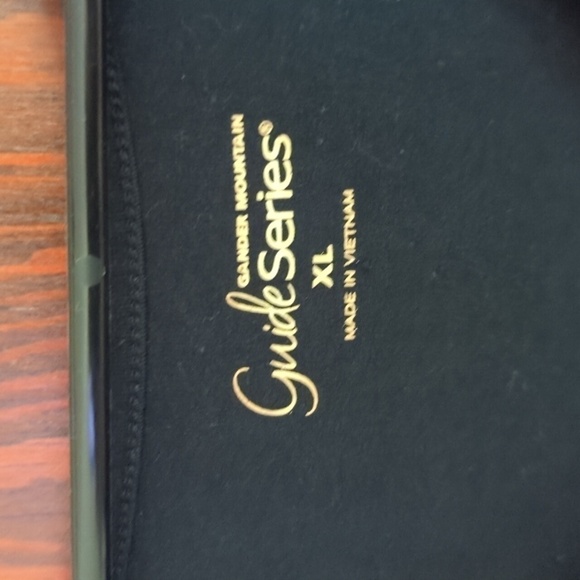 GANDER MOUNTAIN
Guide Series®
XL
MADE IN VIETNAM